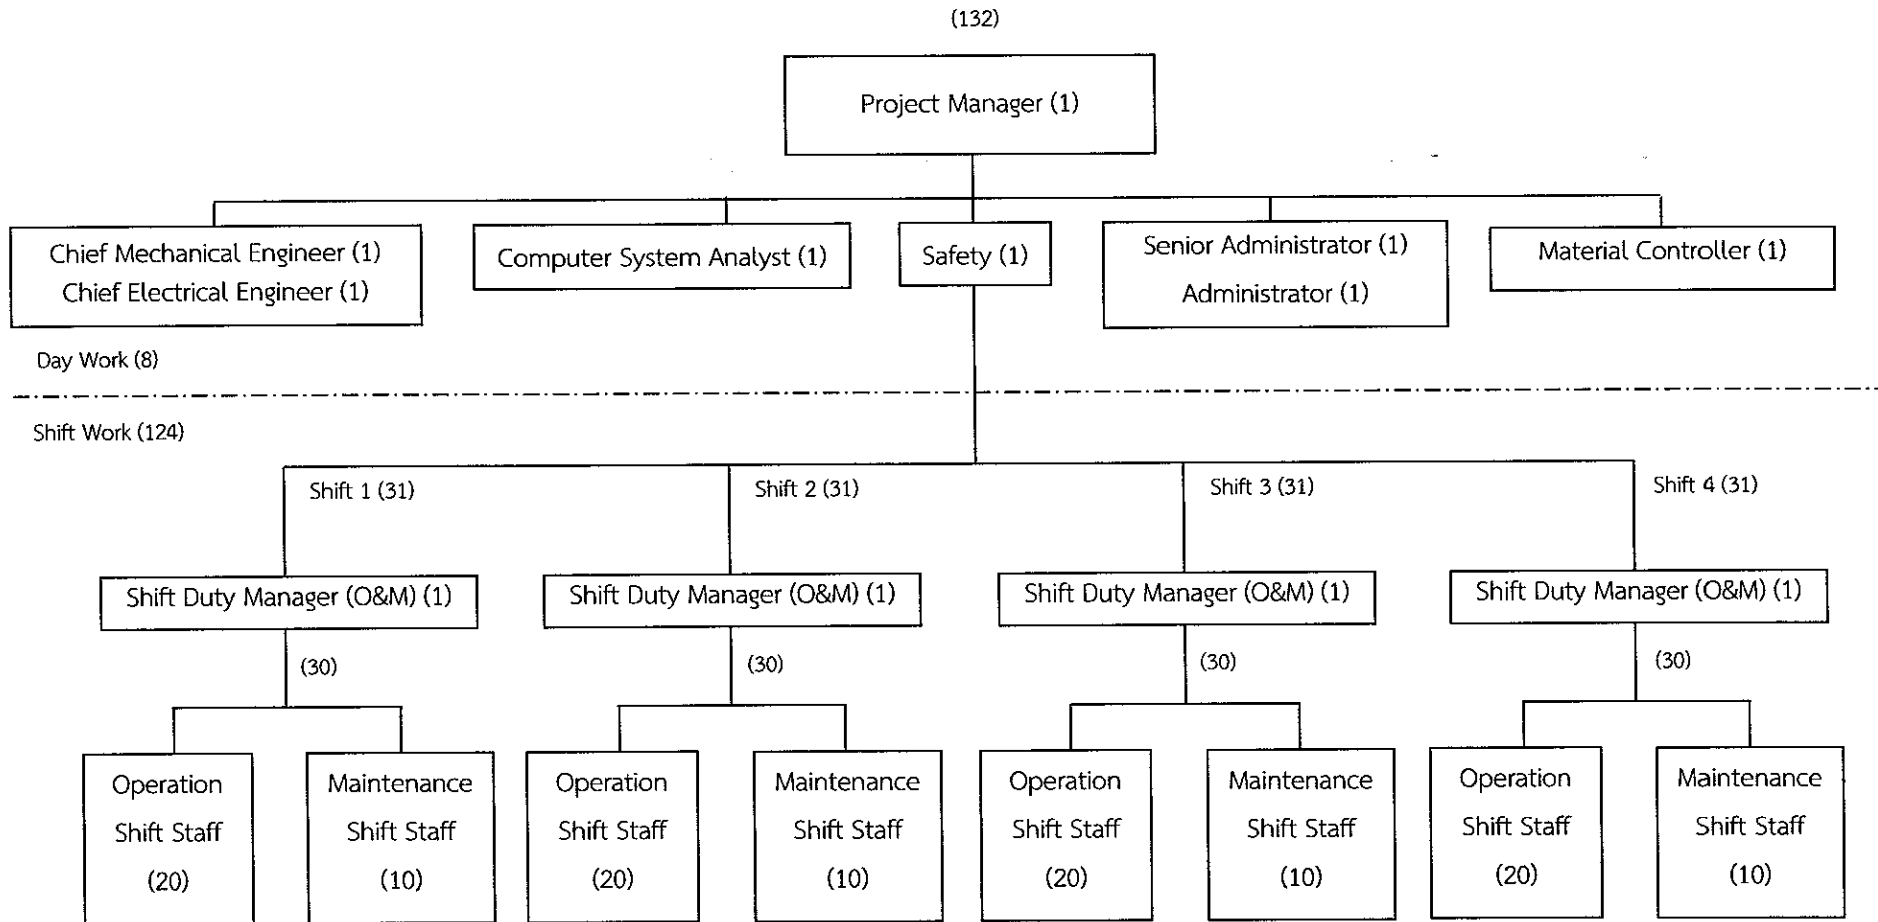 (132)
Project Manager (1)
Chief Mechanical Engineer (1)
Chief Electrical Engineer (1)
Computer System Analyst (1)
Safety (1)
Senior Administrator (1)
Administrator (1)
Material Controller (1)
Day Work (8)
Shift Work (124)
Shift 1 (31)
Shift 2 (31)
Shift 3 (31)
Shift 4 (31)
Shift Duty Manager (O&M) (1)
Shift Duty Manager (O&M) (1)
Shift Duty Manager (O&M) (1)
Shift Duty Manager (O&M) (1)
(30)
(30)
(30)
(30)
Operation
Shift Staff
(20)
Maintenance
Shift Staff
(10)
Operation
Shift Staff
(20)
Maintenance
Shift Staff
(10)
Operation
Shift Staff
(20)
Maintenance
Shift Staff
(10)
Operation
Shift Staff
(20)
Maintenance
Shift Staff
(10)